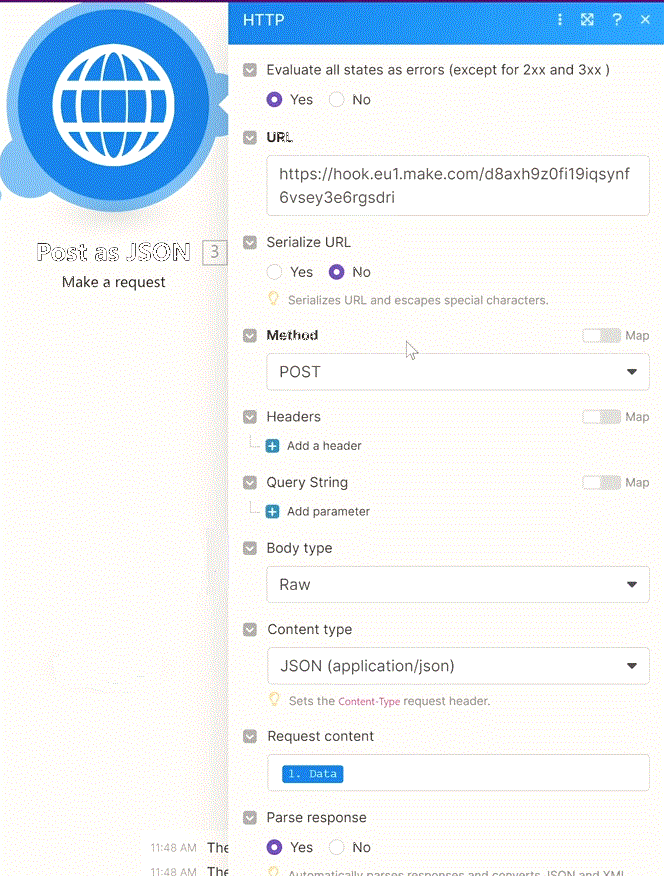 HTTP
Evaluate all states as errors (except for 2xx and 3xx )
Yes No
URL
https://hook.eu1.make.com/d8axh9z0fi19iqsynf
6vsey3e6rgsdri
Post as JSON 3
Make a request
Serialize URL
Yes No
Serializes URL and escapes special characters.
Method Map
POST
Headers Map
Add a header
Query String Map
Add parameter
Body type
Raw
Content type
JSON (application/json)
Sets the Content-Type request header.
Request content
1. Data
Parse response
Yes No
11:48 AM The
Automatically parses responses and converts JSON and XML
11:48 AM The